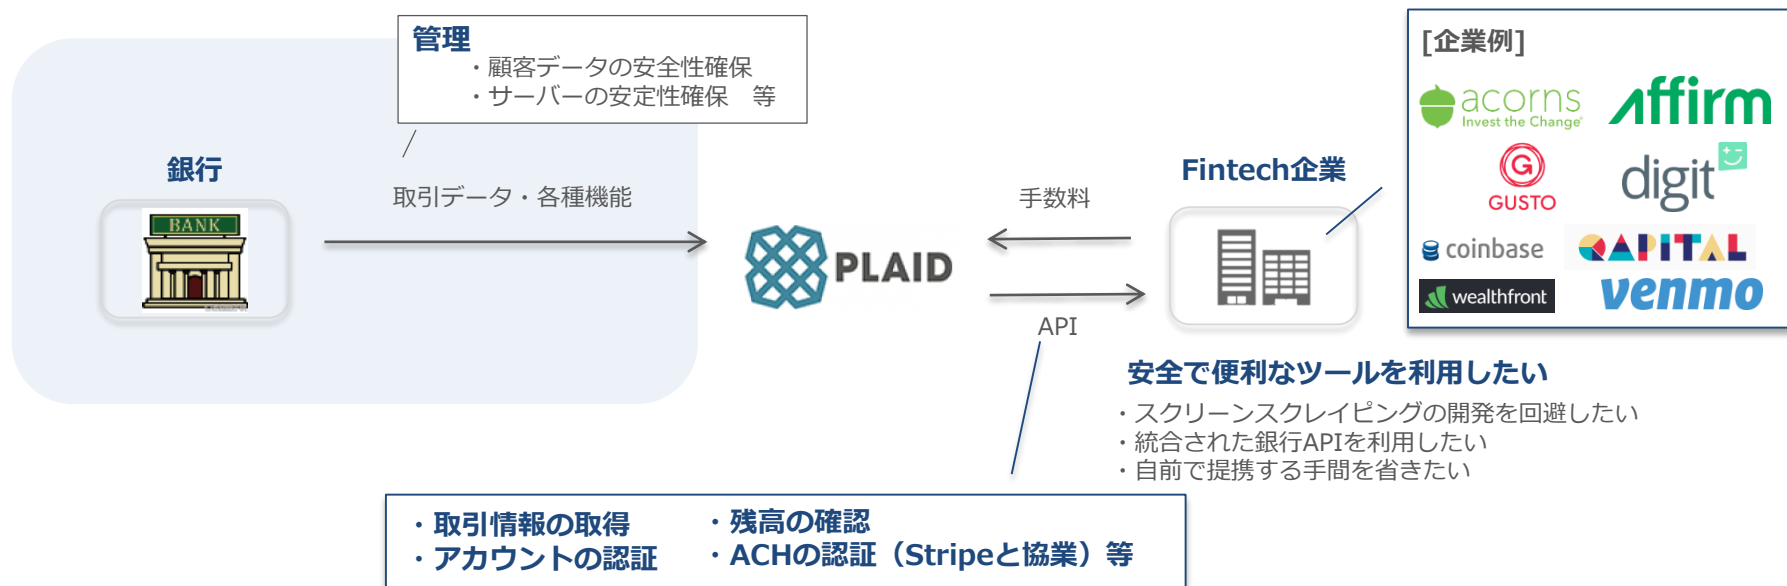 管理
・顧客データの安全性確保
・サーバーの安定性確保　等
銀行
BANK
取引データ・各種機能
PLAID
手数料
API
Fintech企業
[企業例]
acorns
Invest the Change
affirm
G
GUSTO
digit
coinbase
QAPITAL
wealthfront
venmo
安全で便利なツールを利用したい
・スクリーンスクレイピングの開発を回避したい
・統合された銀行APIを利用したい
・自前で提携する手間を省きたい
・取引情報の取得
・アカウントの認証
・残高の確認
・ACHの認証（Stripeと協業）等